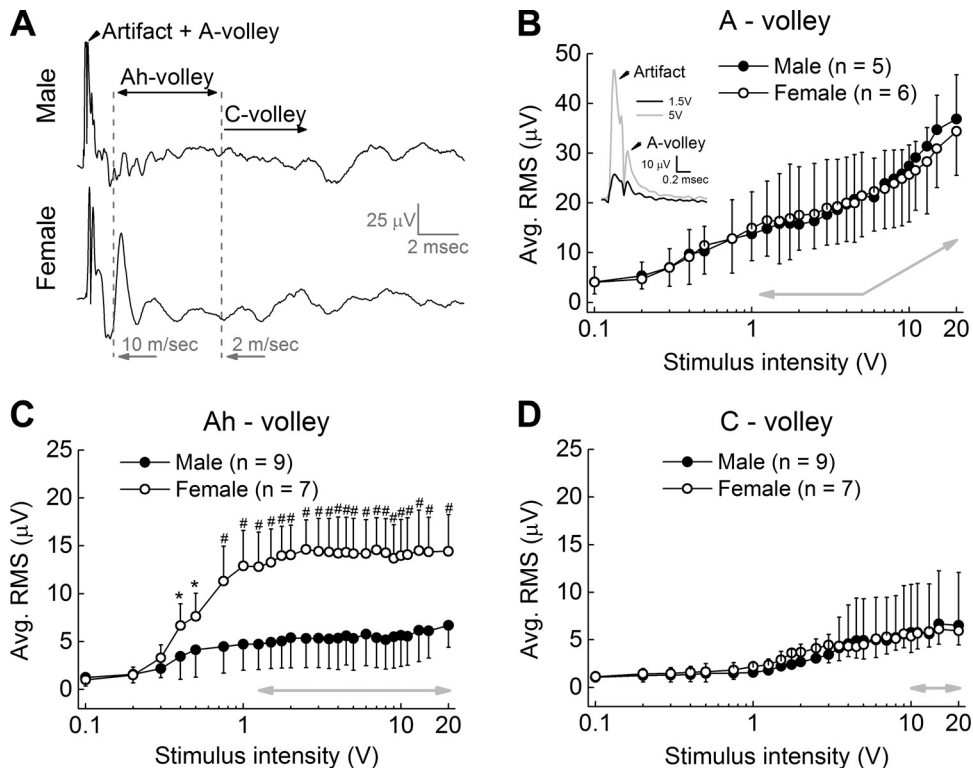 A
Artifact + A-volley
Ah-volley
C-volley
Male
Female
25 µV
2 msec
10 m/sec
2 m/sec
B
A - volley
Male (n = 5)
Female (n = 6)
Artifact
1.5V
5V
A-volley
10 µV
0.2 msec
Avg. RMS (µV)
50
40
30
20
10
0
0.1
1
10
20
Stimulus intensity (V)
C
Ah - volley
Male (n = 9)
Female (n = 7)
Avg. RMS (µV)
25
20
15
10
5
0
* * # # # # # # # # # # # # # # # # # # #
0.1
1
10
20
Stimulus intensity (V)
D
C - volley
Male (n = 9)
Female (n = 7)
Avg. RMS (µV)
25
20
15
10
5
0
0.1
1
10
20
Stimulus intensity (V)